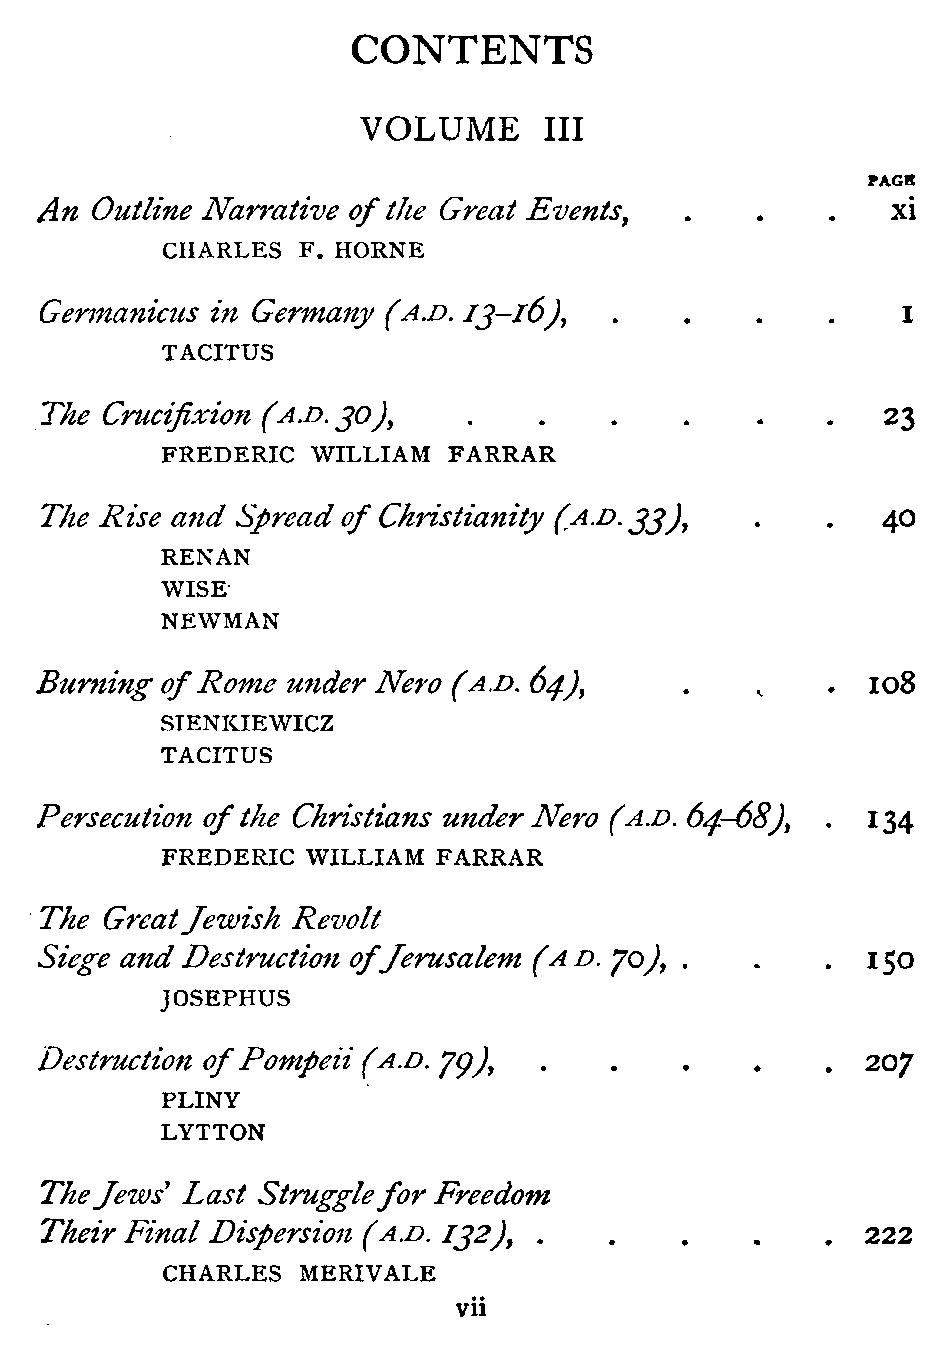 CONTENTS
VOLUME III
PAGE
An Outline Narrative of the Great Events, . . . xi
CHARLES F. HORNE
Germanicus in Germany (A.D. 13–16), . . . . 1
TACITUS
The Crucifixion (A.D. 30), . . . . . . 23
FREDERIC WILLIAM FARRAR
The Rise and Spread of Christianity (A.D. 33), . . 40
RENAN
WISE
NEWMAN
Burning of Rome under Nero (A.D. 64), . . . 108
SIENKIEWICZ
TACITUS
Persecution of the Christians under Nero (A.D. 64–68), . 134
FREDERIC WILLIAM FARRAR
The Great Jewish Revolt
Siege and Destruction of Jerusalem (A D. 70), . . . 150
JOSEPHUS
Destruction of Pompeii (A.D. 79), . . . . . 207
PLINY
LYTTON
The Jews' Last Struggle for Freedom
Their Final Dispersion (A.D. 132), . . . . . 222
CHARLES MERIVALE
vii